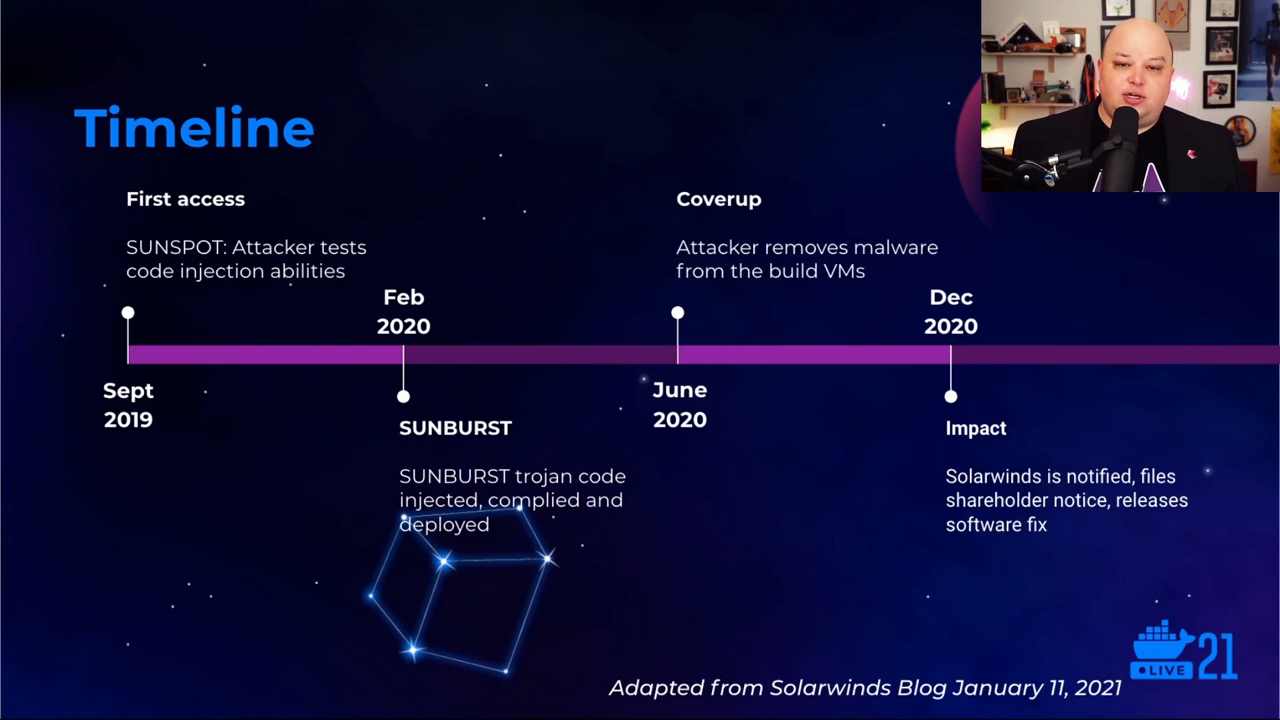 Timeline
First access
SUNSPOT: Attacker tests
code injection abilities
Coverup
Attacker removes malware
from the build VMs
Feb
2020
Dec
2020
Sept
2019
June
2020
SUNBURST
SUNBURST trojan code
injected, complied and
deployed
Impact
Solarwinds is notified, files
shareholder notice, releases
software fix
LIVE 21
Adapted from Solarwinds Blog January 11, 2021